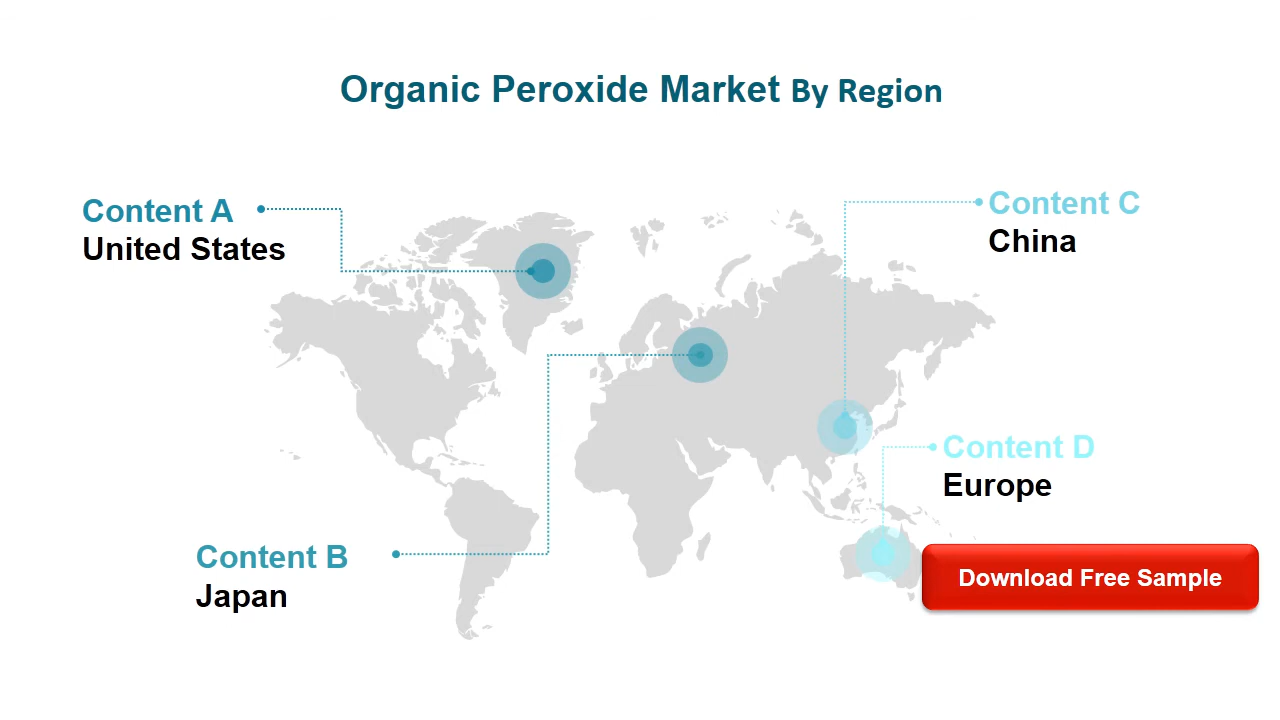 Organic Peroxide Market By Region
Content A
United States
Content C
China
Content D
Europe
Content B
Japan
Download Free Sample